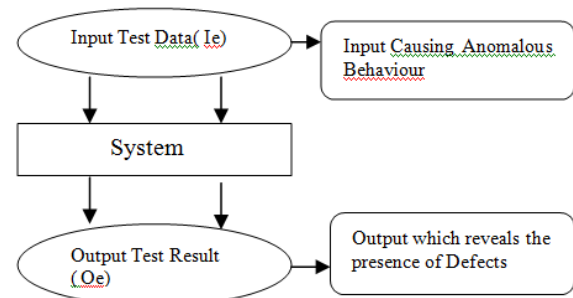 Input Test Data( Ie)
Input Causing Anomalous
Behaviour
System
Output Test Result
( Oe)
Output which reveals the
presence of Defects